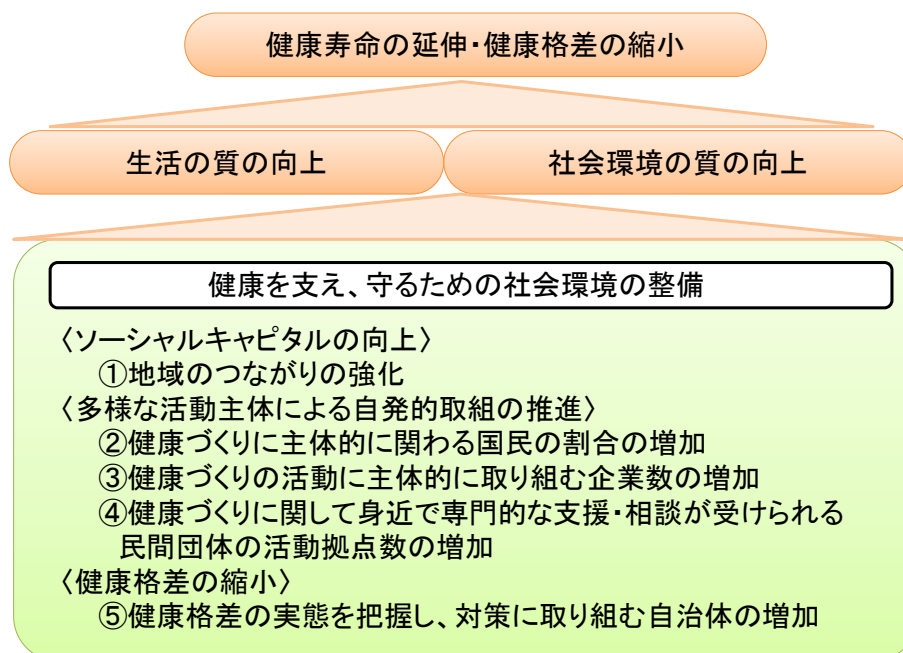 健康寿命の延伸・健康格差の縮小
生活の質の向上
社会環境の質の向上
健康を支え、守るための社会環境の整備
〈ソーシャルキャピタルの向上〉
①地域のつながりの強化
〈多様な活動主体による自発的取組の推進〉
②健康づくりに主体的に関わる国民の割合の増加
③健康づくりの活動に主体的に取り組む企業数の増加
④健康づくりに関して身近で専門的な支援・相談が受けられる
民間団体の活動拠点数の増加
〈健康格差の縮小〉
⑤健康格差の実態を把握し、対策に取り組む自治体の増加